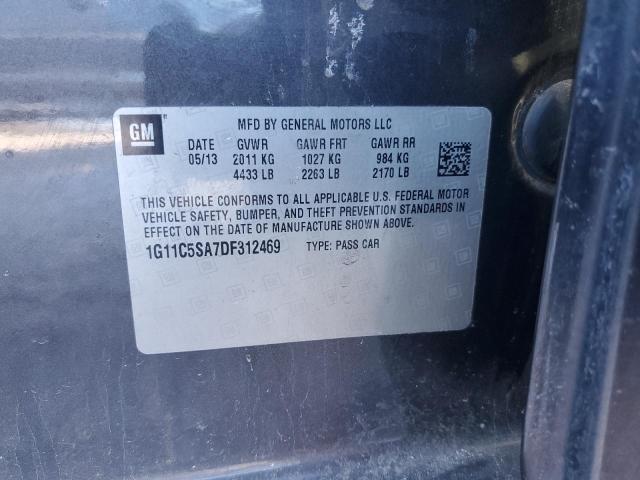 GM
MFD BY GENERAL MOTORS LLC
DATE GVWR GAWR FRT GAWR RR
05/13 2011 KG 1027 KG 984 KG
4433 LB 2263 LB 2170 LB
THIS VEHICLE CONFORMS TO ALL APPLICABLE U.S. FEDERAL MOTOR
VEHICLE SAFETY, BUMPER, AND THEFT PREVENTION STANDARDS IN
EFFECT ON THE DATE OF MANUFACTURE SHOWN ABOVE.
1G11C5SA7DF312469 TYPE: PASS CAR